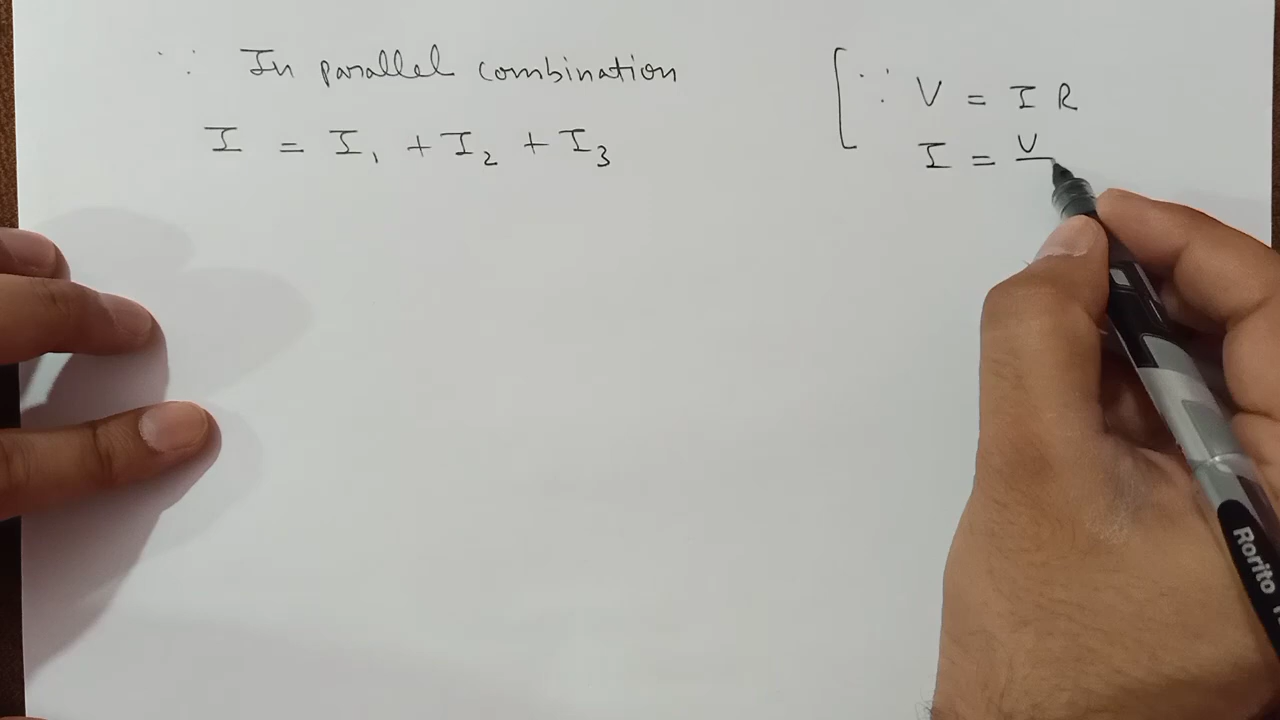 ∵ In parallel combination
I = I₁ + I₂ + I₃
[∵ V = I R
I = V/
Rorito